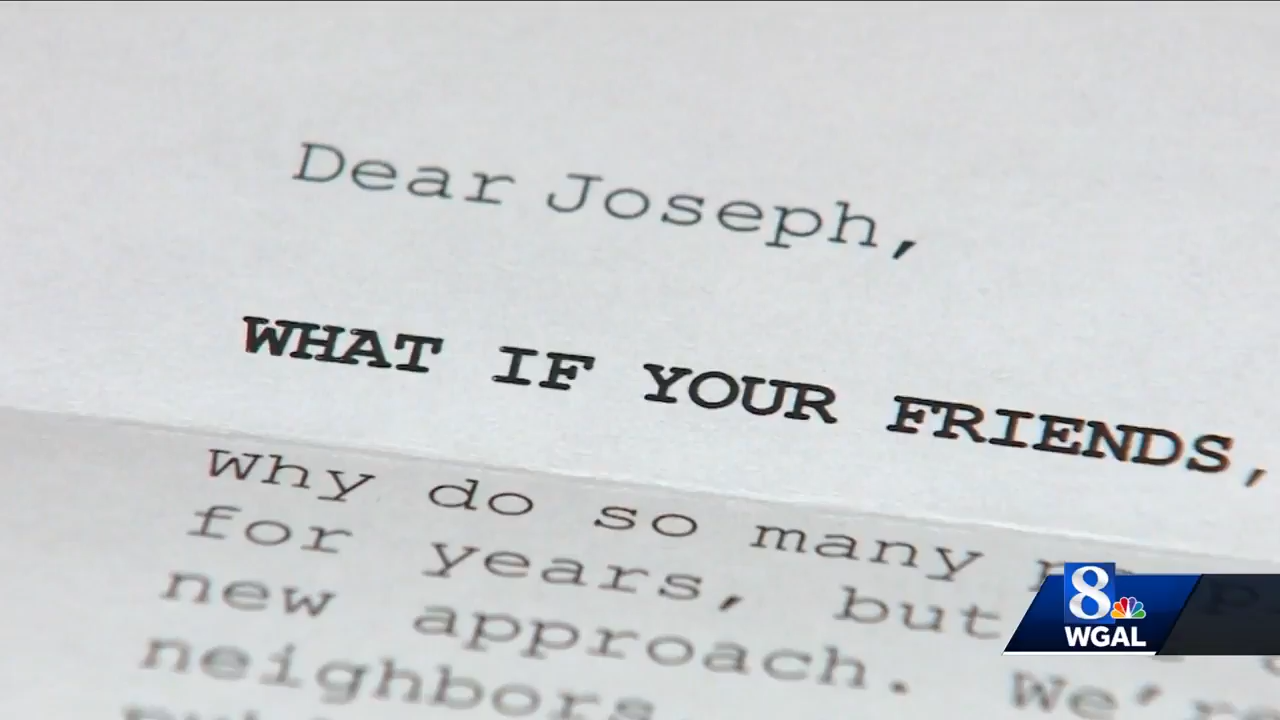 Dear Joseph,
WHAT IF YOUR FRIENDS,
Why do so many
for years, but
new approach. We're
neighbors
8
WGAL